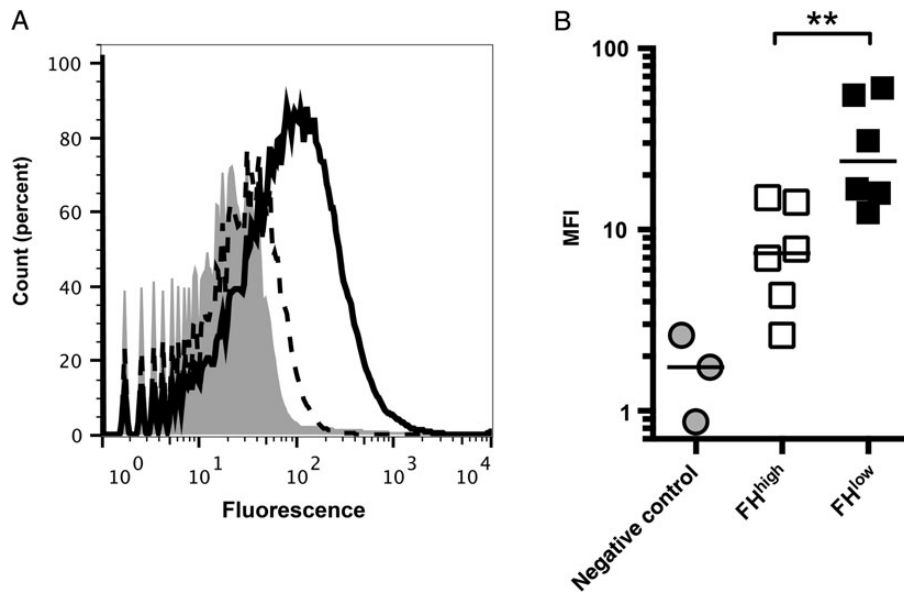 A
100
80
60
40
20
0
Count (percent)
10^0 10^1 10^2 10^3 10^4
Fluorescence
B
**
100
10
1
MFI
Negative control
FH^high
FH^low